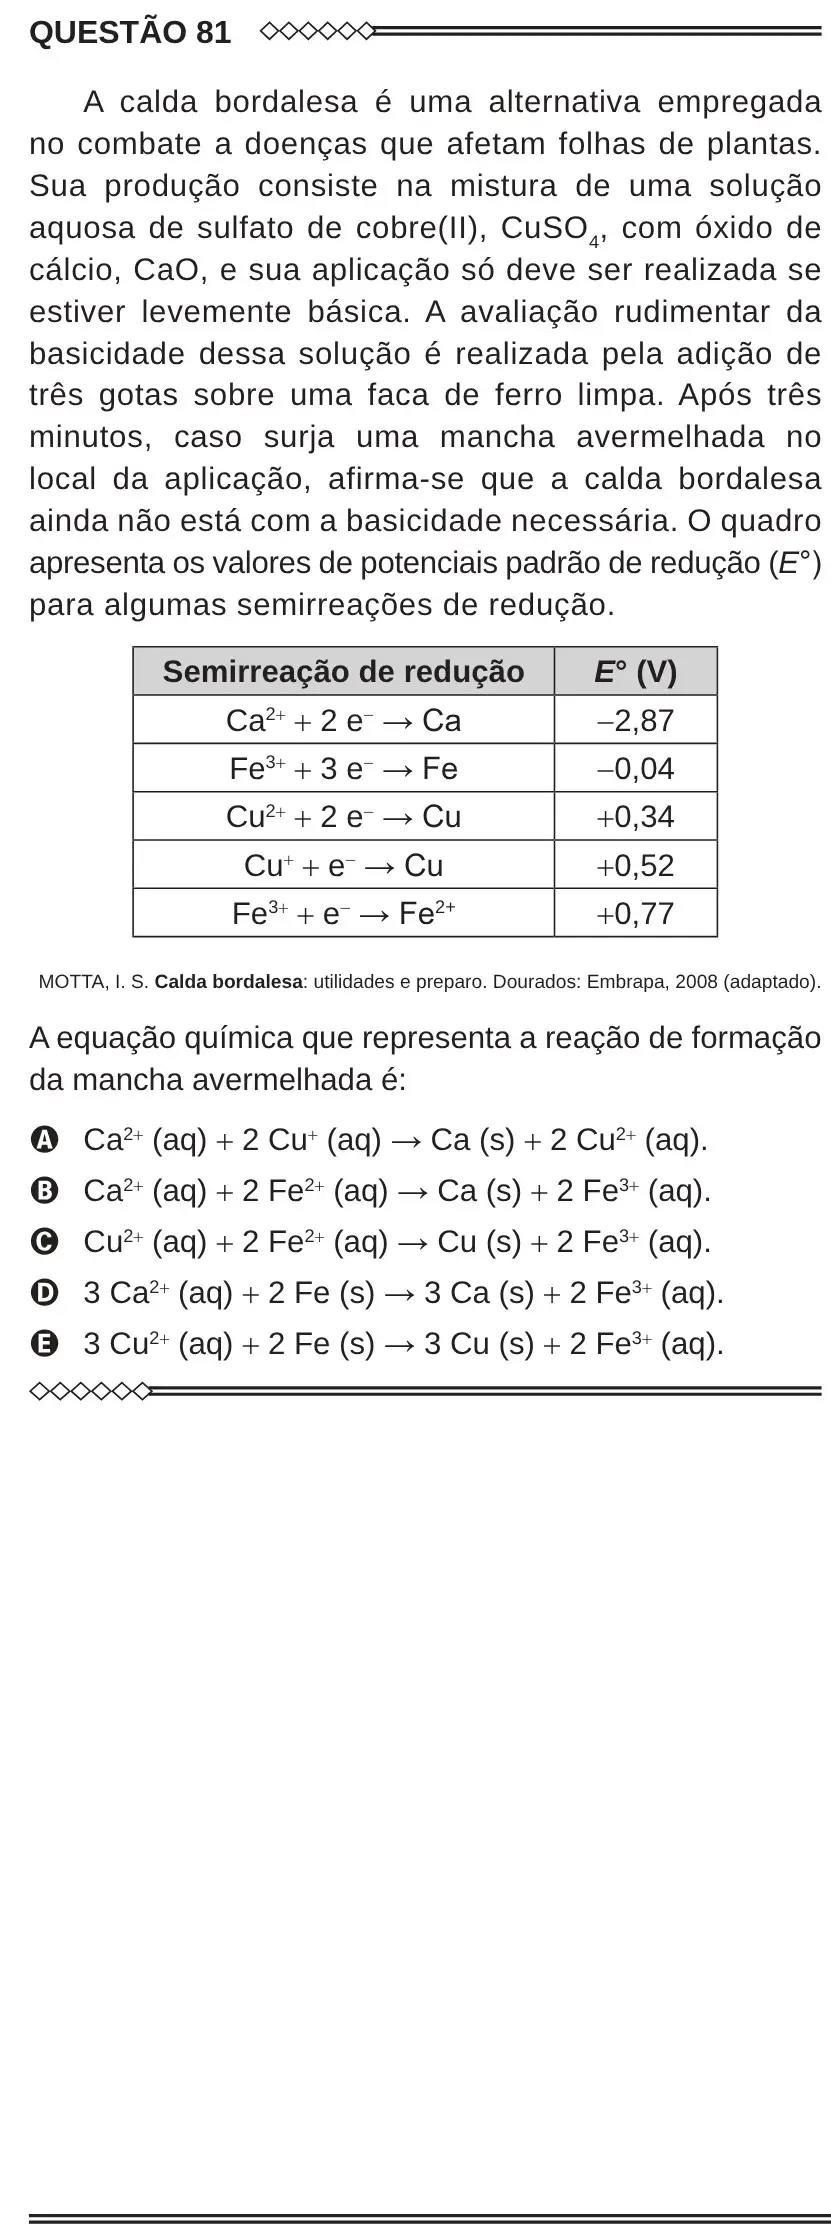 QUESTÃO 81
A calda bordalesa é uma alternativa empregada
no combate a doenças que afetam folhas de plantas.
Sua produção consiste na mistura de uma solução
aquosa de sulfato de cobre(II), CuSO₄, com óxido de
cálcio, CaO, e sua aplicação só deve ser realizada se
estiver levemente básica. A avaliação rudimentar da
basicidade dessa solução é realizada pela adição de
três gotas sobre uma faca de ferro limpa. Após três
minutos, caso surja uma mancha avermelhada no
local da aplicação, afirma-se que a calda bordalesa
ainda não está com a basicidade necessária. O quadro
apresenta os valores de potenciais padrão de redução (E°)
para algumas semirreações de redução.
Semirreação de redução E° (V)
Ca²⁺ + 2 e⁻ → Ca −2,87
Fe³⁺ + 3 e⁻ → Fe −0,04
Cu²⁺ + 2 e⁻ → Cu +0,34
Cu⁺ + e⁻ → Cu +0,52
Fe³⁺ + e⁻ → Fe²⁺ +0,77
MOTTA, I. S. Calda bordalesa: utilidades e preparo. Dourados: Embrapa, 2008 (adaptado).
A equação química que representa a reação de formação
da mancha avermelhada é:
A Ca²⁺ (aq) + 2 Cu⁺ (aq) → Ca (s) + 2 Cu²⁺ (aq).
B Ca²⁺ (aq) + 2 Fe²⁺ (aq) → Ca (s) + 2 Fe³⁺ (aq).
C Cu²⁺ (aq) + 2 Fe²⁺ (aq) → Cu (s) + 2 Fe³⁺ (aq).
D 3 Ca²⁺ (aq) + 2 Fe (s) → 3 Ca (s) + 2 Fe³⁺ (aq).
E 3 Cu²⁺ (aq) + 2 Fe (s) → 3 Cu (s) + 2 Fe³⁺ (aq).